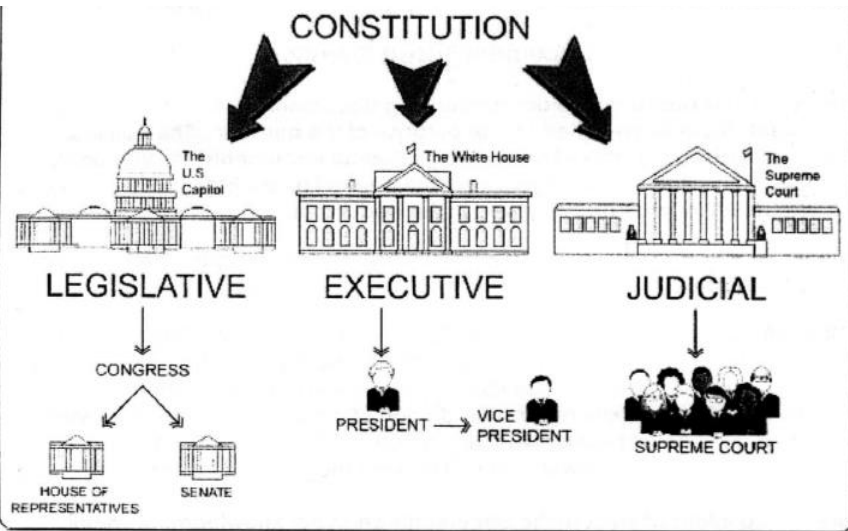 CONSTITUTION
The
U.S
Capitol
The White House
The
Supreme
Court
LEGISLATIVE
EXECUTIVE
JUDICIAL
CONGRESS
PRESIDENT
VICE
PRESIDENT
SUPREME COURT
HOUSE OF
REPRESENTATIVES
SENATE